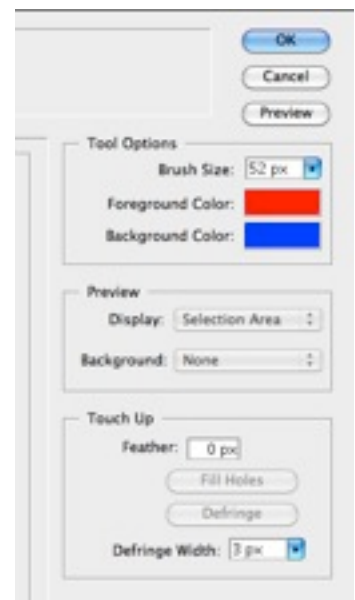 OK
Cancel
Preview
Tool Options
Brush Size: 52 px
Foreground Color:
Background Color:
Preview
Display: Selection Area
Background: None
Touch Up
Feather: 0 px
Fill Holes
Defringe
Defringe Width: 3 px